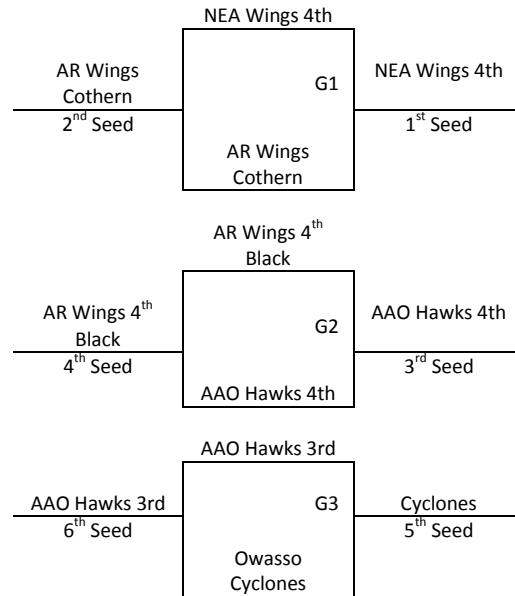 NEA Wings 4th
AR Wings
Cothern
G1
NEA Wings 4th
2nd Seed
1st Seed
AR Wings
Cothern
AR Wings 4th
Black
AR Wings 4th
Black
G2
AAO Hawks 4th
4th Seed
3rd Seed
AAO Hawks 4th
AAO Hawks 3rd
AAO Hawks 3rd
G3
Cyclones
6th Seed
5th Seed
Owasso
Cyclones